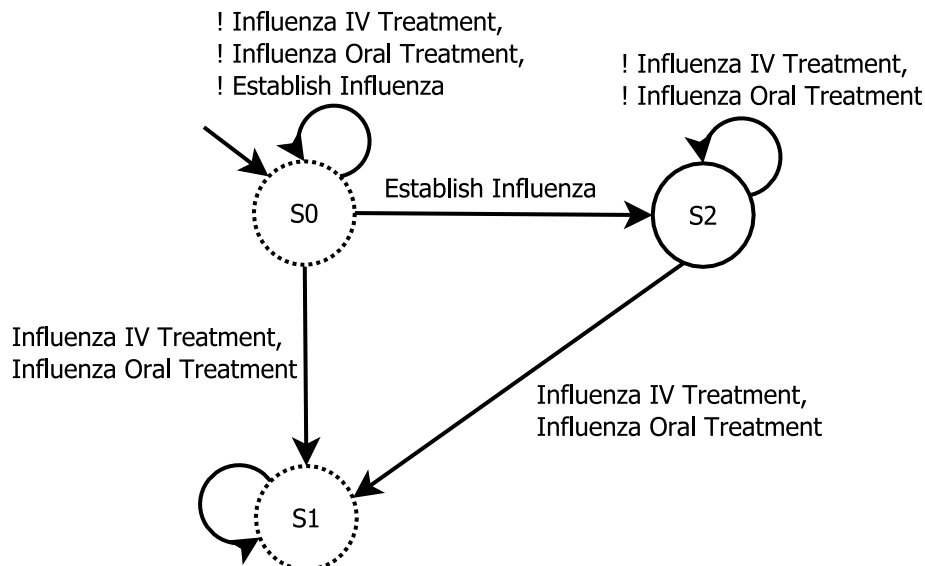 ! Influenza IV Treatment,
! Influenza Oral Treatment,
! Establish Influenza
! Influenza IV Treatment,
! Influenza Oral Treatment
S0
Establish Influenza
S2
Influenza IV Treatment,
Influenza Oral Treatment
Influenza IV Treatment,
Influenza Oral Treatment
S1